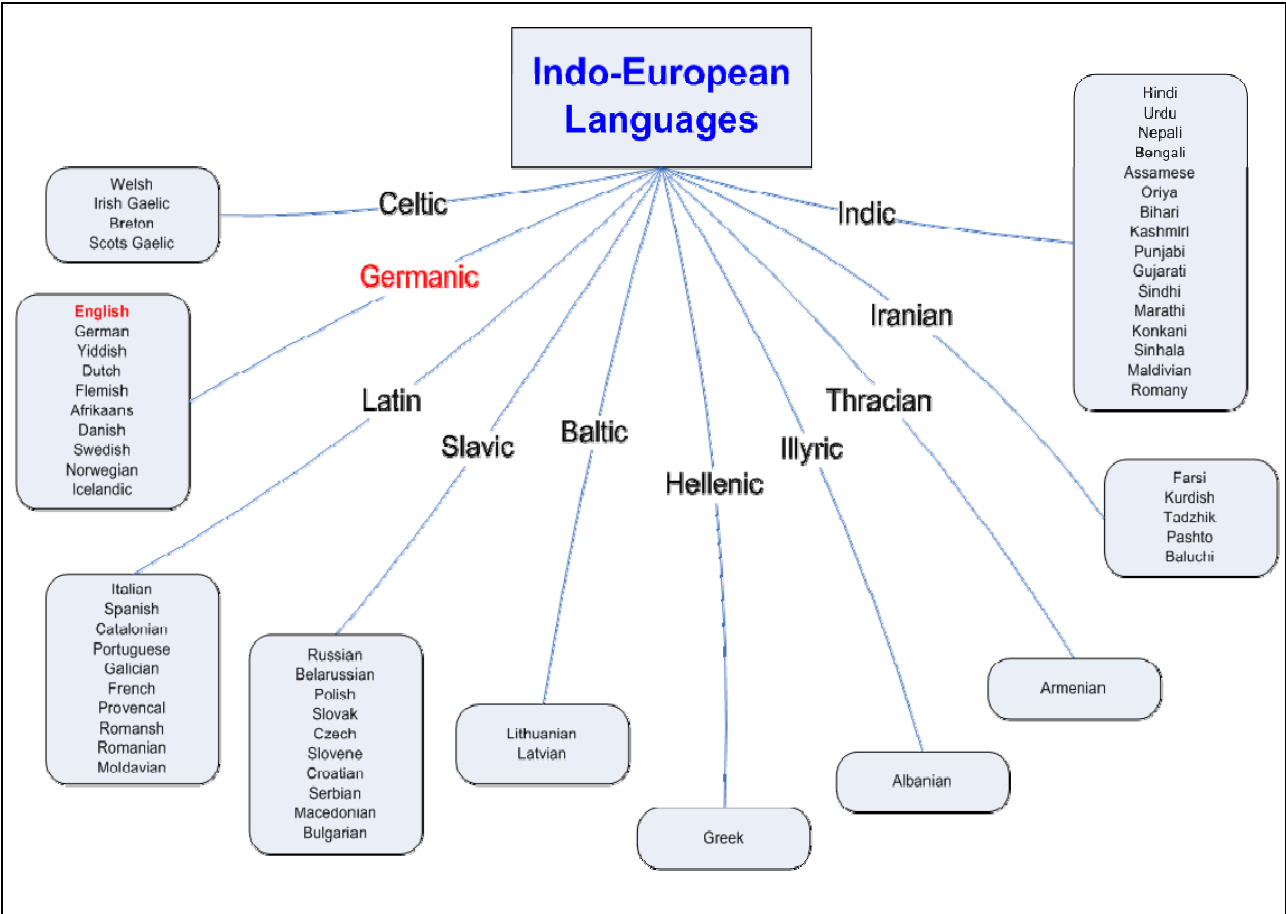 Indo-European
Languages
Celtic
Welsh
Irish Gaelic
Breton
Scots Gaelic
Germanic
English
German
Yiddish
Dutch
Flemish
Afrikaans
Danish
Swedish
Norwegian
Icelandic
Latin
Italian
Spanish
Catalonian
Portuguese
Galician
French
Provencal
Romansh
Romanian
Moldavian
Slavic
Russian
Belarussian
Polish
Slovak
Czech
Slovene
Croatian
Serbian
Macedonian
Bulgarian
Baltic
Lithuanian
Latvian
Hellenic
Greek
Illyric
Albanian
Thracian
Armenian
Iranian
Farsi
Kurdish
Tadzhik
Pashto
Baluchi
Indic
Hindi
Urdu
Nepali
Bengali
Assamese
Oriya
Bihari
Kashmiri
Punjabi
Gujarati
Sindhi
Marathi
Konkani
Sinhala
Maldivian
Romany